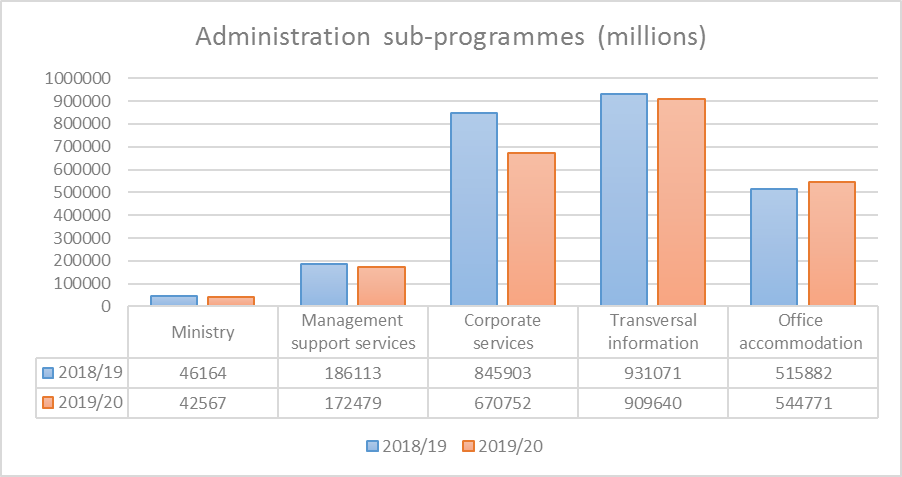 Administration sub-programmes (millions)
1000000
900000
800000
700000
600000
500000
400000
300000
200000
100000
0
Ministry
Management
support services
Corporate
services
Transversal
information
Office
accommodation
2018/19 46164 186113 845903 931071 515882
2019/20 42567 172479 670752 909640 544771
2018/19 2019/20